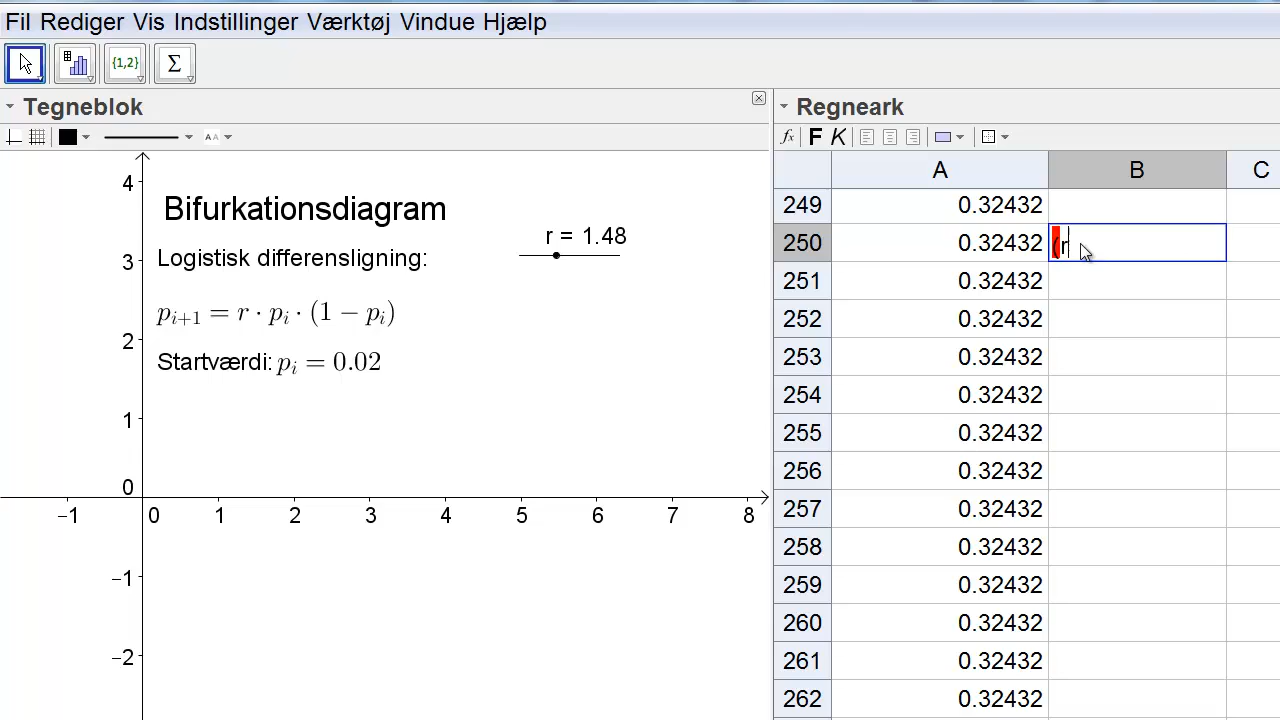 Fil Rediger Vis Indstillinger Værktøj Vindue Hjælp
{1,2} Σ
Tegneblok
A A
Regneark
fx F K
A B C
249 0.32432
250 0.32432 (r
251 0.32432
252 0.32432
253 0.32432
254 0.32432
255 0.32432
256 0.32432
257 0.32432
258 0.32432
259 0.32432
260 0.32432
261 0.32432
262 0.32432
Bifurkationsdiagram
r = 1.48
Logistisk differensligning:
p_{i+1} = r · p_i · (1 − p_i)
Startværdi: p_i = 0.02
4
3
2
1
0
−1
−2
−1 0 1 2 3 4 5 6 7 8